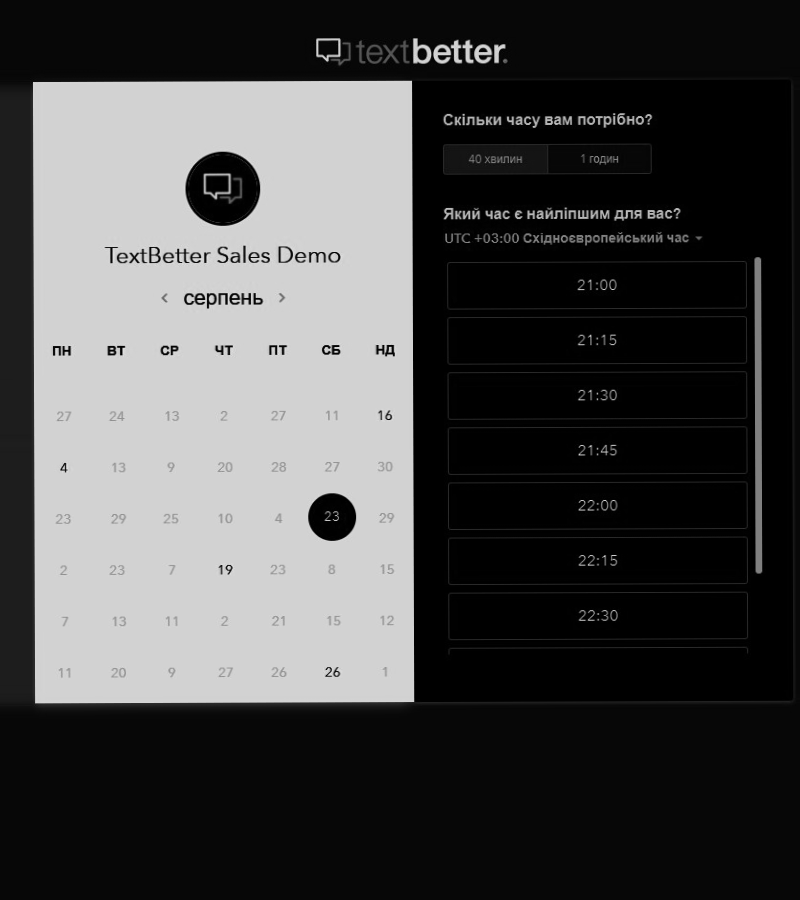 textbetter.
TextBetter Sales Demo
серпень
ПН ВТ СР ЧТ ПТ СБ НД
27 24 13 2 27 11 16
4 13 9 20 28 27 30
23 29 25 10 4 23 29
2 23 7 19 23 8 15
7 13 11 2 21 15 12
11 20 9 27 26 26 1
Скільки часу вам потрібно?
40 хвилин 1 годин
Який час є найліпшим для вас?
UTC +03:00 Східноєвропейський час
21:00
21:15
21:30
21:45
22:00
22:15
22:30